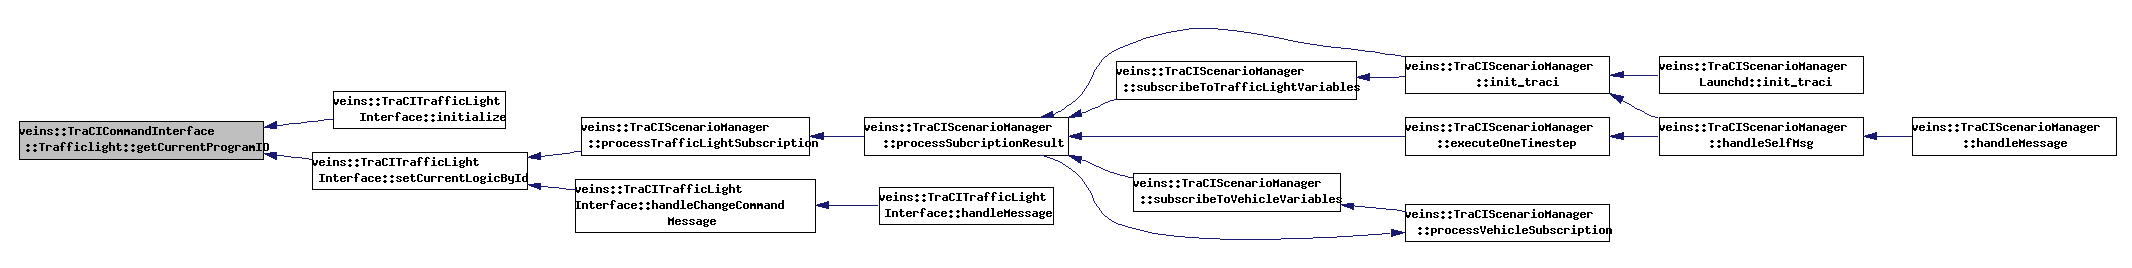 veins::TraCICommandInterface
::Trafficlight::getCurrentProgramID
veins::TraCITrafficLight
Interface::initialize
veins::TraCITrafficLight
Interface::setCurrentLogicById
veins::TraCIScenarioManager
::processTrafficLightSubscription
veins::TraCITrafficLight
Interface::handleChangeCommand
Message
veins::TraCIScenarioManager
::processSubcriptionResult
veins::TraCITrafficLight
Interface::handleMessage
veins::TraCIScenarioManager
::subscribeToTrafficLightVariables
veins::TraCIScenarioManager
::subscribeToVehicleVariables
veins::TraCIScenarioManager
::init_traci
veins::TraCIScenarioManager
::executeOneTimestep
veins::TraCIScenarioManager
::processVehicleSubscription
veins::TraCIScenarioManager
Launchd::init_traci
veins::TraCIScenarioManager
::handleSelfMsg
veins::TraCIScenarioManager
::handleMessage